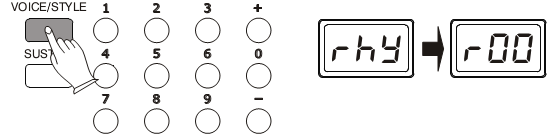 VOICE/STYLE 1 2 3 +
SUST 4 5 6 0
7 8 9 −
rhy r00